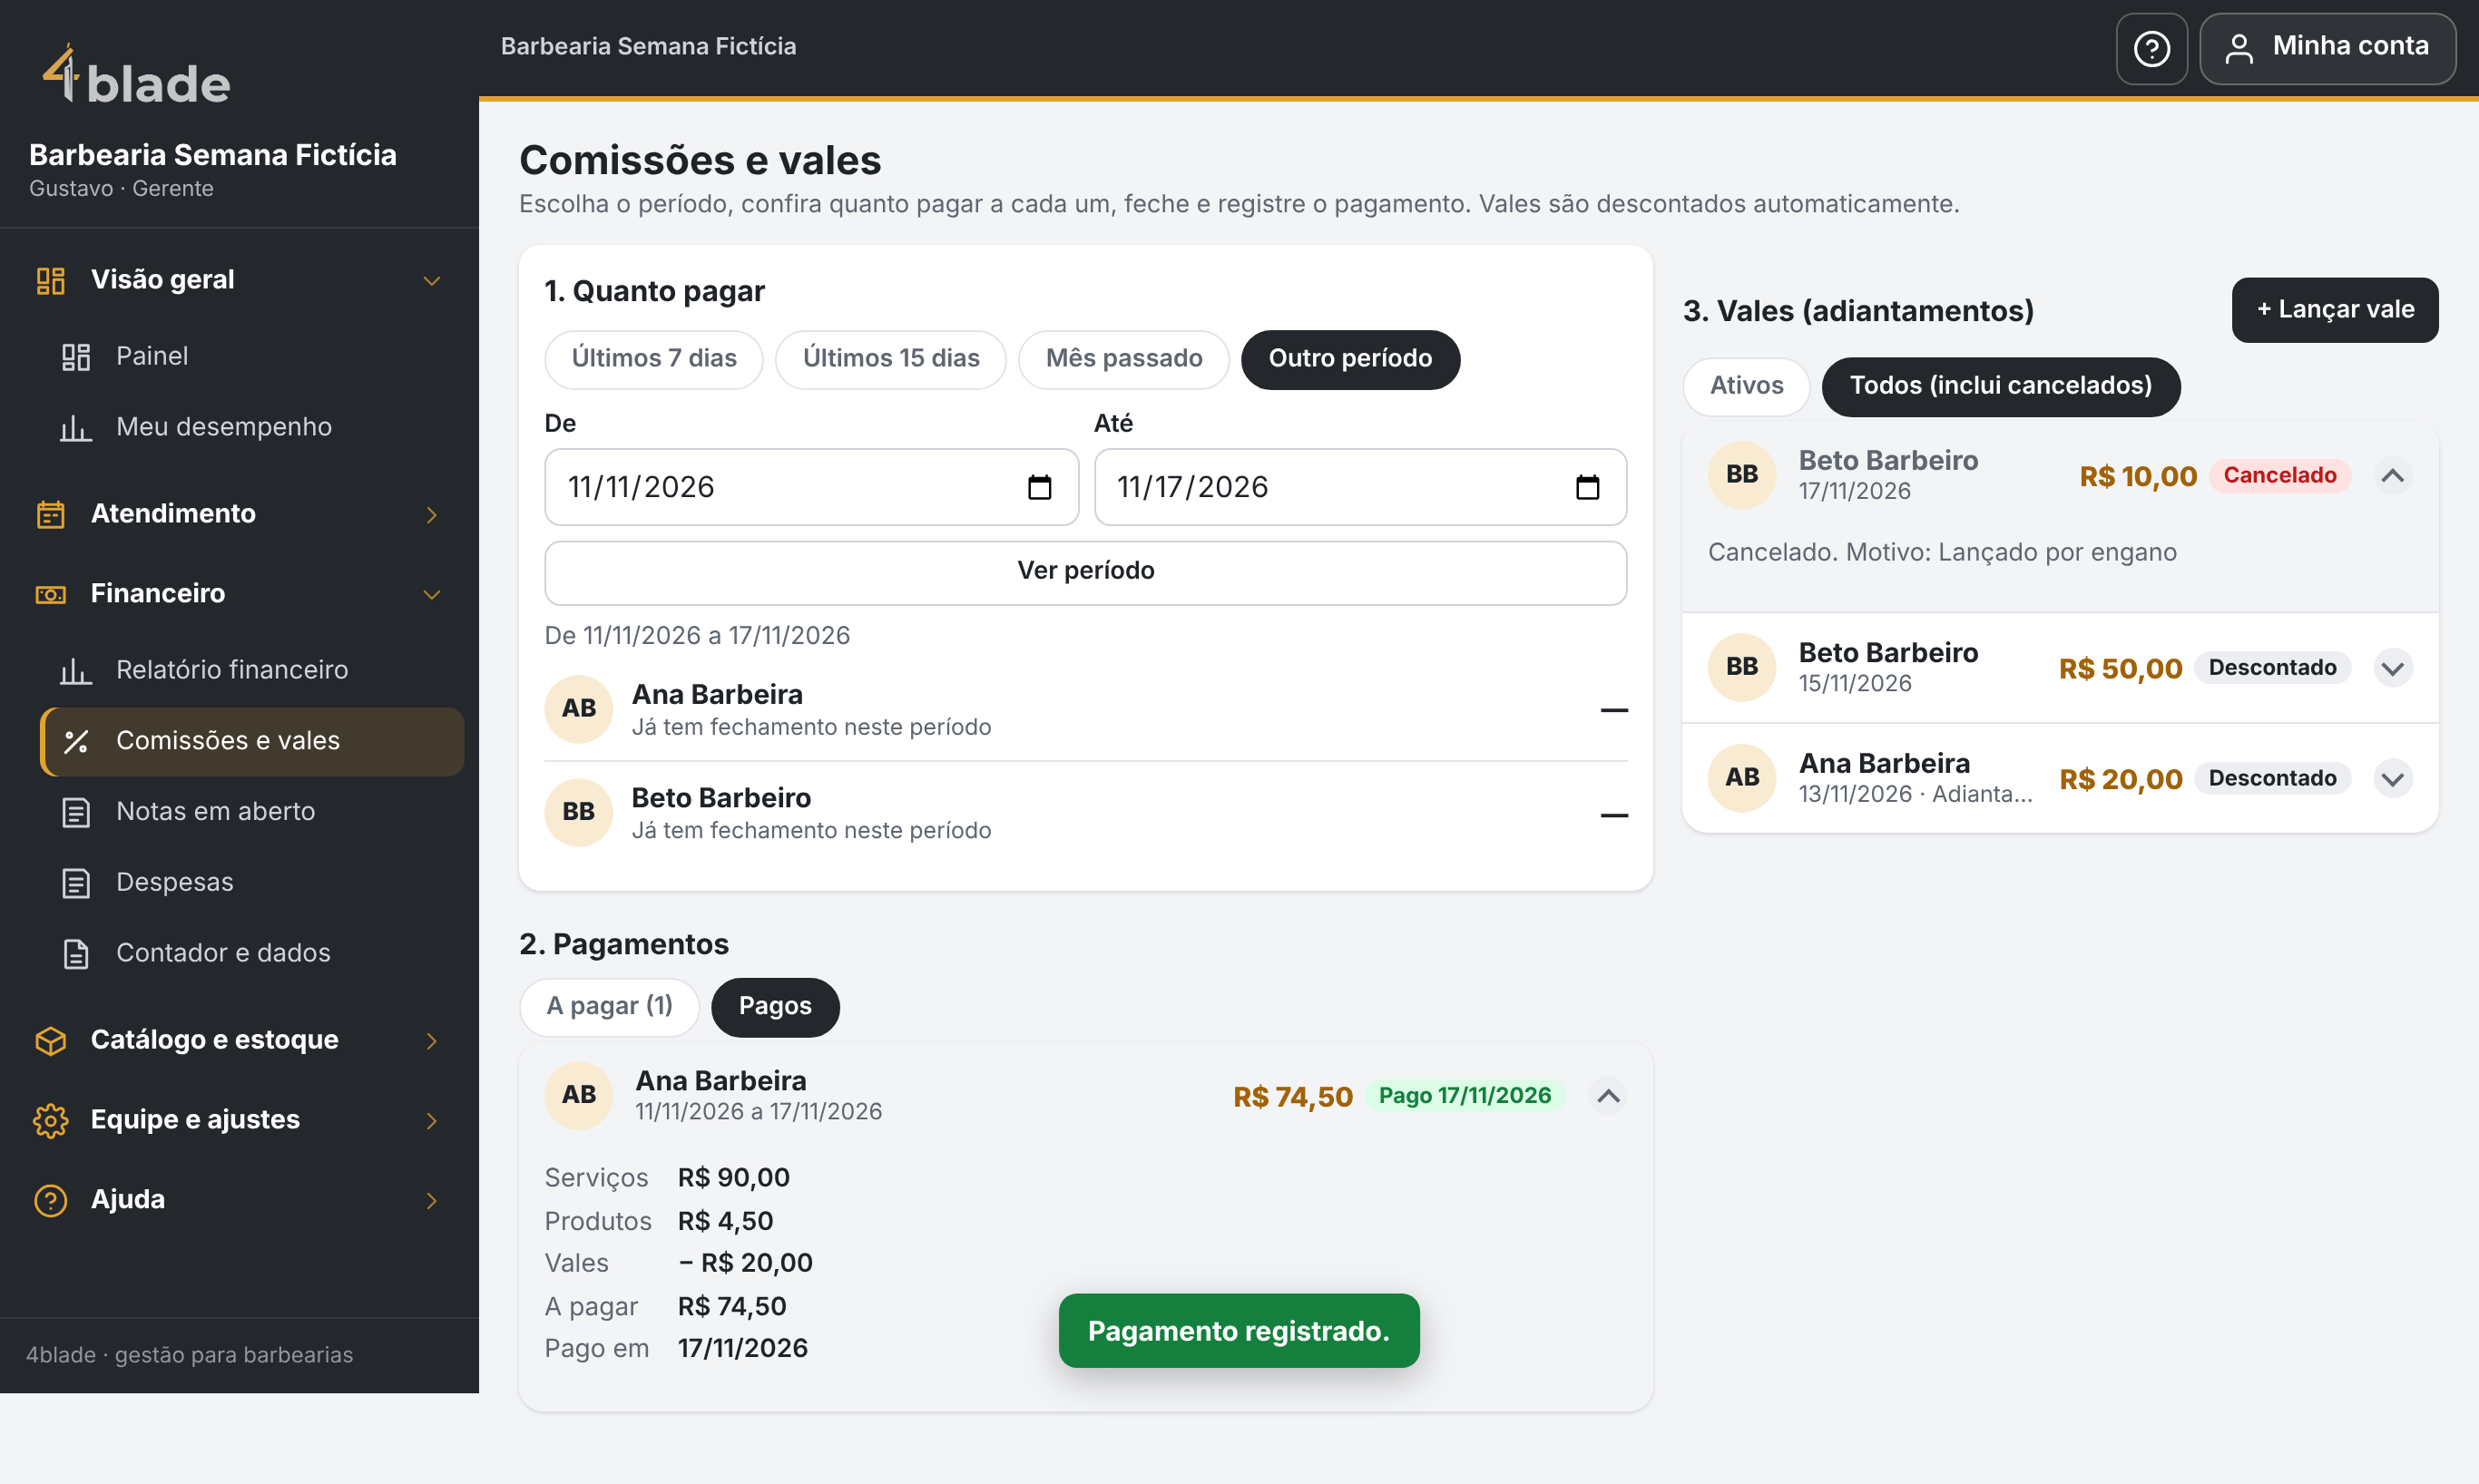 4blade
Barbearia Semana Fictícia
Gustavo · Gerente
Visão geral
Painel
Meu desempenho
Atendimento
Financeiro
Relatório financeiro
Comissões e vales
Notas em aberto
Despesas
Contador e dados
Catálogo e estoque
Equipe e ajustes
Ajuda
4blade · gestão para barbearias
Barbearia Semana Fictícia
Minha conta
Comissões e vales
Escolha o período, confira quanto pagar a cada um, feche e registre o pagamento. Vales são descontados automaticamente.
1. Quanto pagar
Últimos 7 dias
Últimos 15 dias
Mês passado
Outro período
De
Até
11/11/2026
11/17/2026
Ver período
De 11/11/2026 a 17/11/2026
AB
Ana Barbeira
Já tem fechamento neste período
—
BB
Beto Barbeiro
Já tem fechamento neste período
—
2. Pagamentos
A pagar (1)
Pagos
AB
Ana Barbeira
11/11/2026 a 17/11/2026
R$ 74,50
Pago 17/11/2026
Serviços R$ 90,00
Produtos R$ 4,50
Vales − R$ 20,00
A pagar R$ 74,50
Pago em 17/11/2026
Pagamento registrado.
3. Vales (adiantamentos)
+ Lançar vale
Ativos
Todos (inclui cancelados)
BB
Beto Barbeiro
17/11/2026
R$ 10,00
Cancelado
Cancelado. Motivo: Lançado por engano
BB
Beto Barbeiro
15/11/2026
R$ 50,00
Descontado
AB
Ana Barbeira
13/11/2026 · Adianta...
R$ 20,00
Descontado